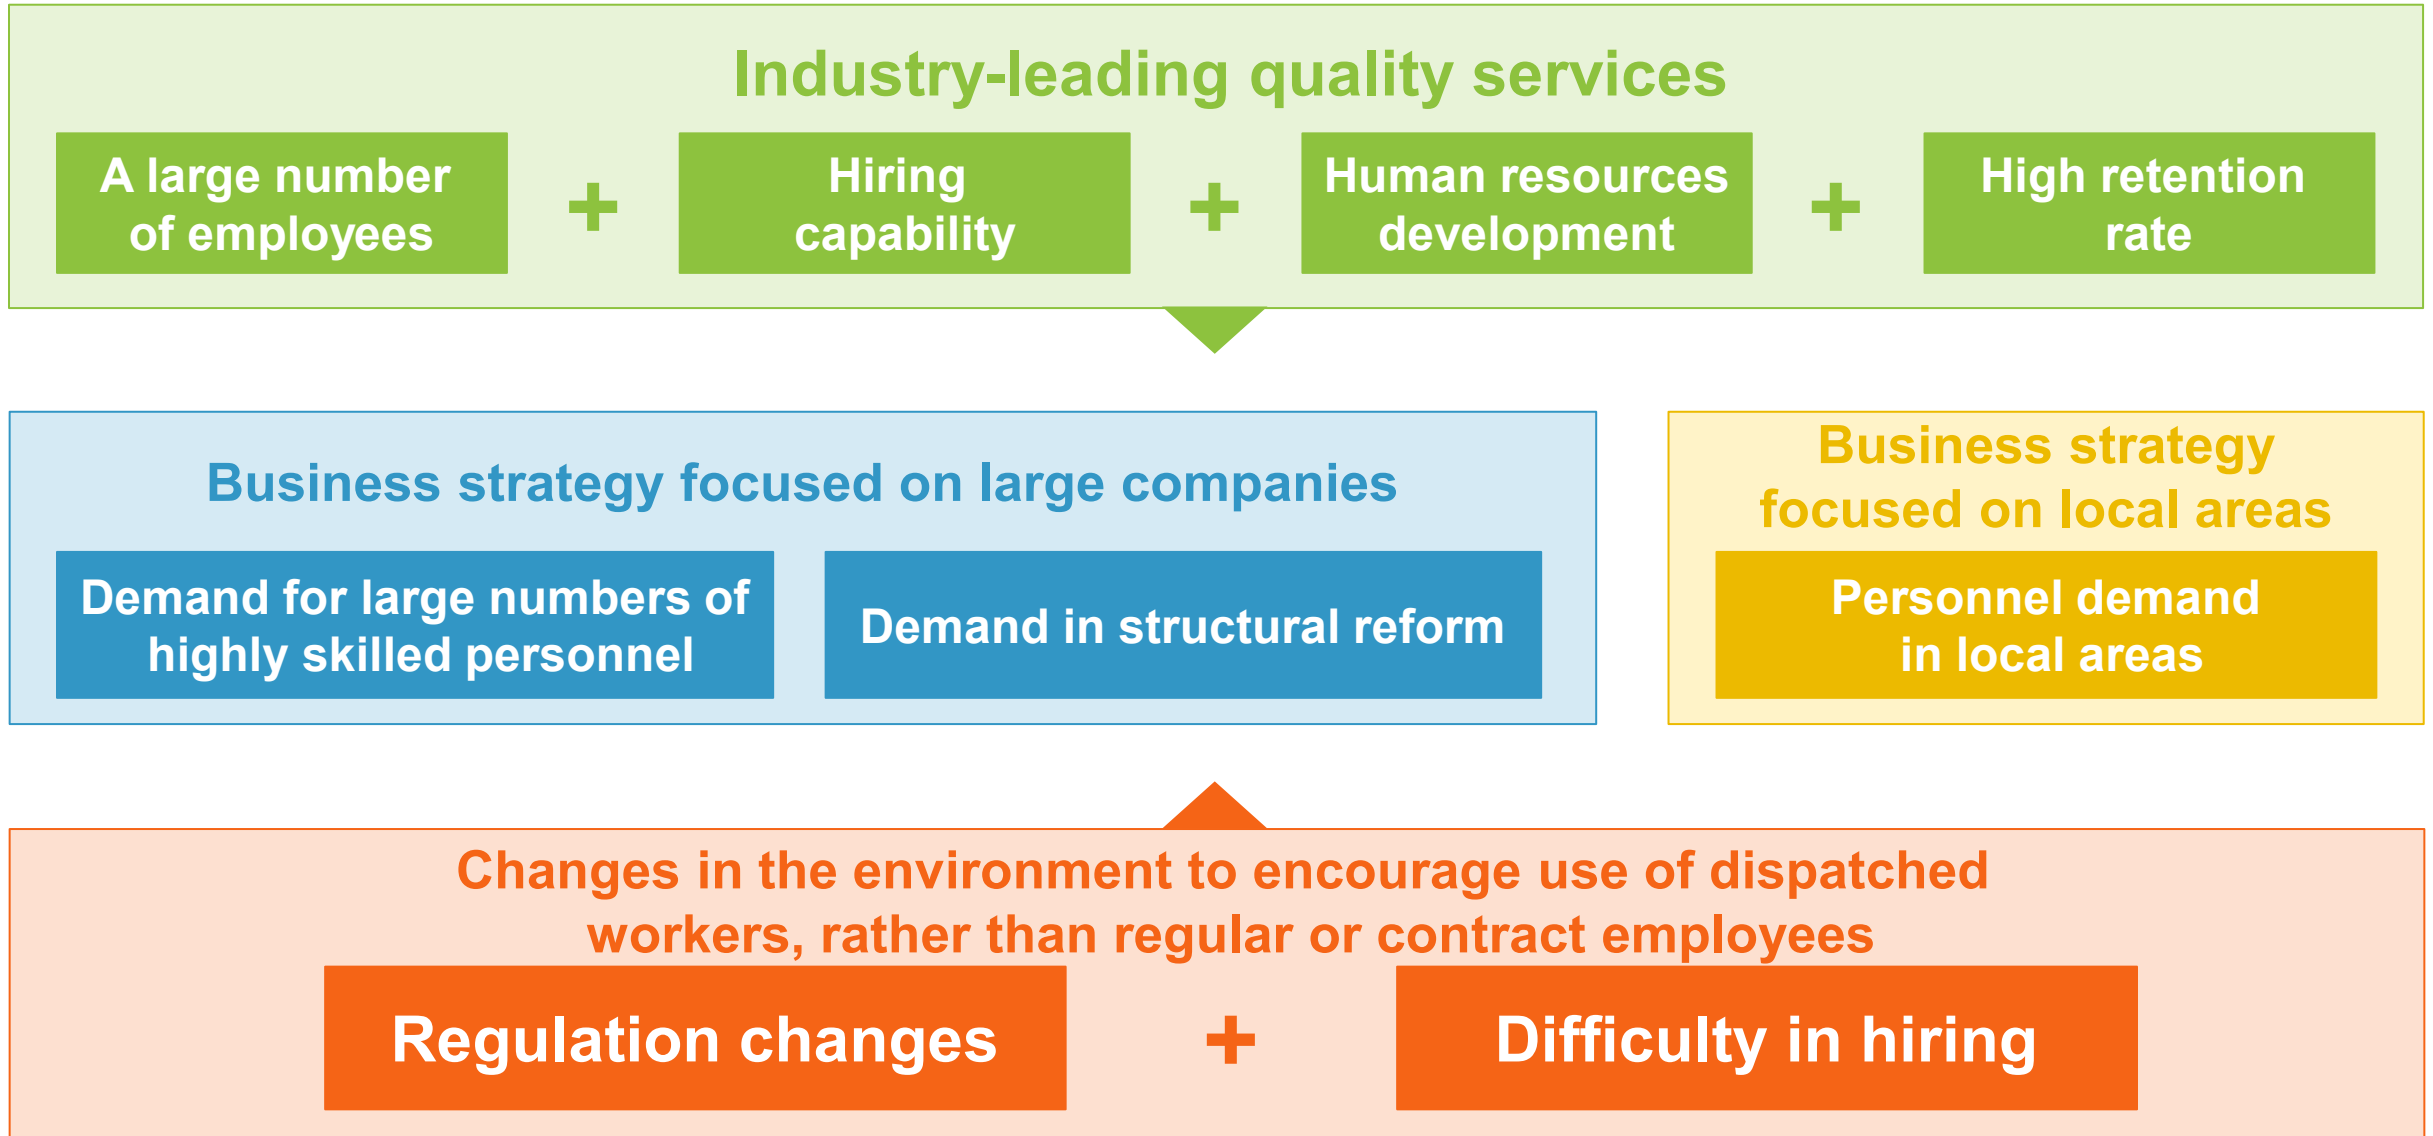 Industry-leading quality services
A large number
of employees
+
Hiring
capability
+
Human resources
development
+
High retention
rate
Business strategy focused on large companies
Demand for large numbers of
highly skilled personnel
Demand in structural reform
Business strategy
focused on local areas
Personnel demand
in local areas
Changes in the environment to encourage use of dispatched
workers, rather than regular or contract employees
Regulation changes
+
Difficulty in hiring